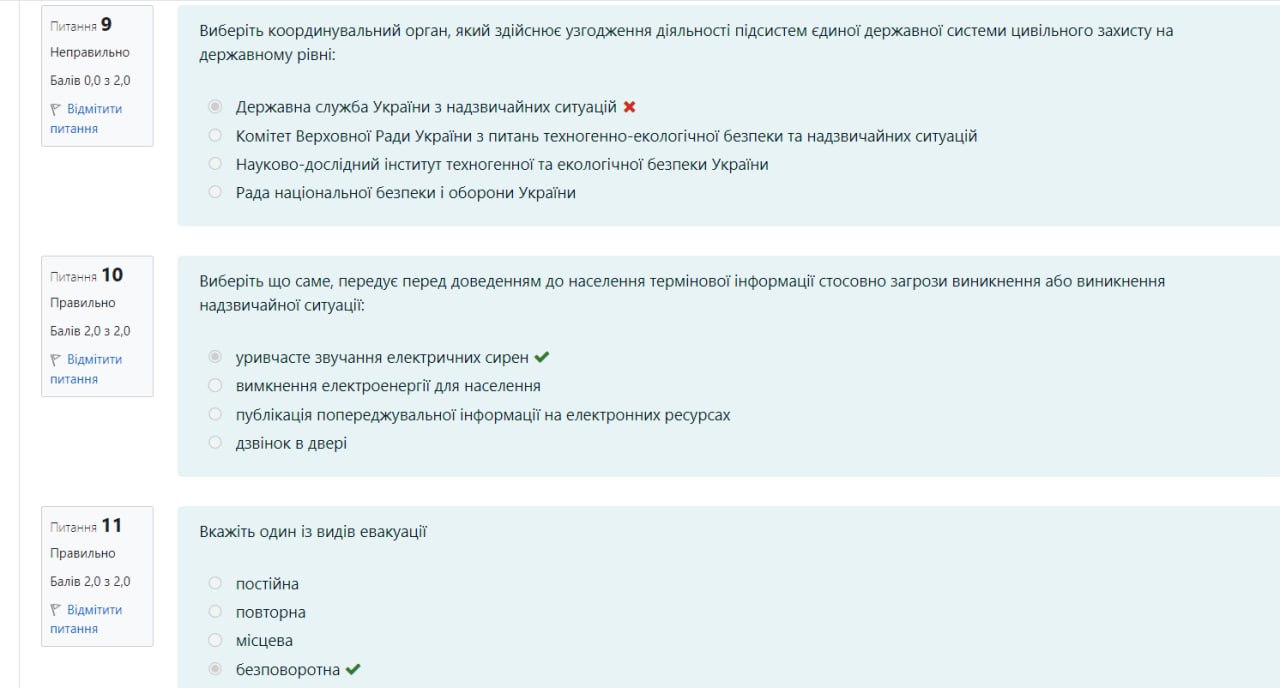 Питання 9
Неправильно
Балів 0,0 з 2,0
Відмітити
питання
Виберіть координувальний орган, який здійснює узгодження діяльності підсистем єдиної державної системи цивільного захисту на
державному рівні:
Державна служба України з надзвичайних ситуацій
Комітет Верховної Ради України з питань техногенно-екологічної безпеки та надзвичайних ситуацій
Науково-дослідний інститут техногенної та екологічної безпеки України
Рада національної безпеки і оборони України
Питання 10
Правильно
Балів 2,0 з 2,0
Відмітити
питання
Виберіть що саме, передує перед доведенням до населення термінової інформації стосовно загрози виникнення або виникнення
надзвичайної ситуації:
уривчасте звучання електричних сирен
вимкнення електроенергії для населення
публікація попереджувальної інформації на електронних ресурсах
дзвінок в двері
Питання 11
Правильно
Балів 2,0 з 2,0
Відмітити
питання
Вкажіть один із видів евакуації
постійна
повторна
місцева
безповоротна